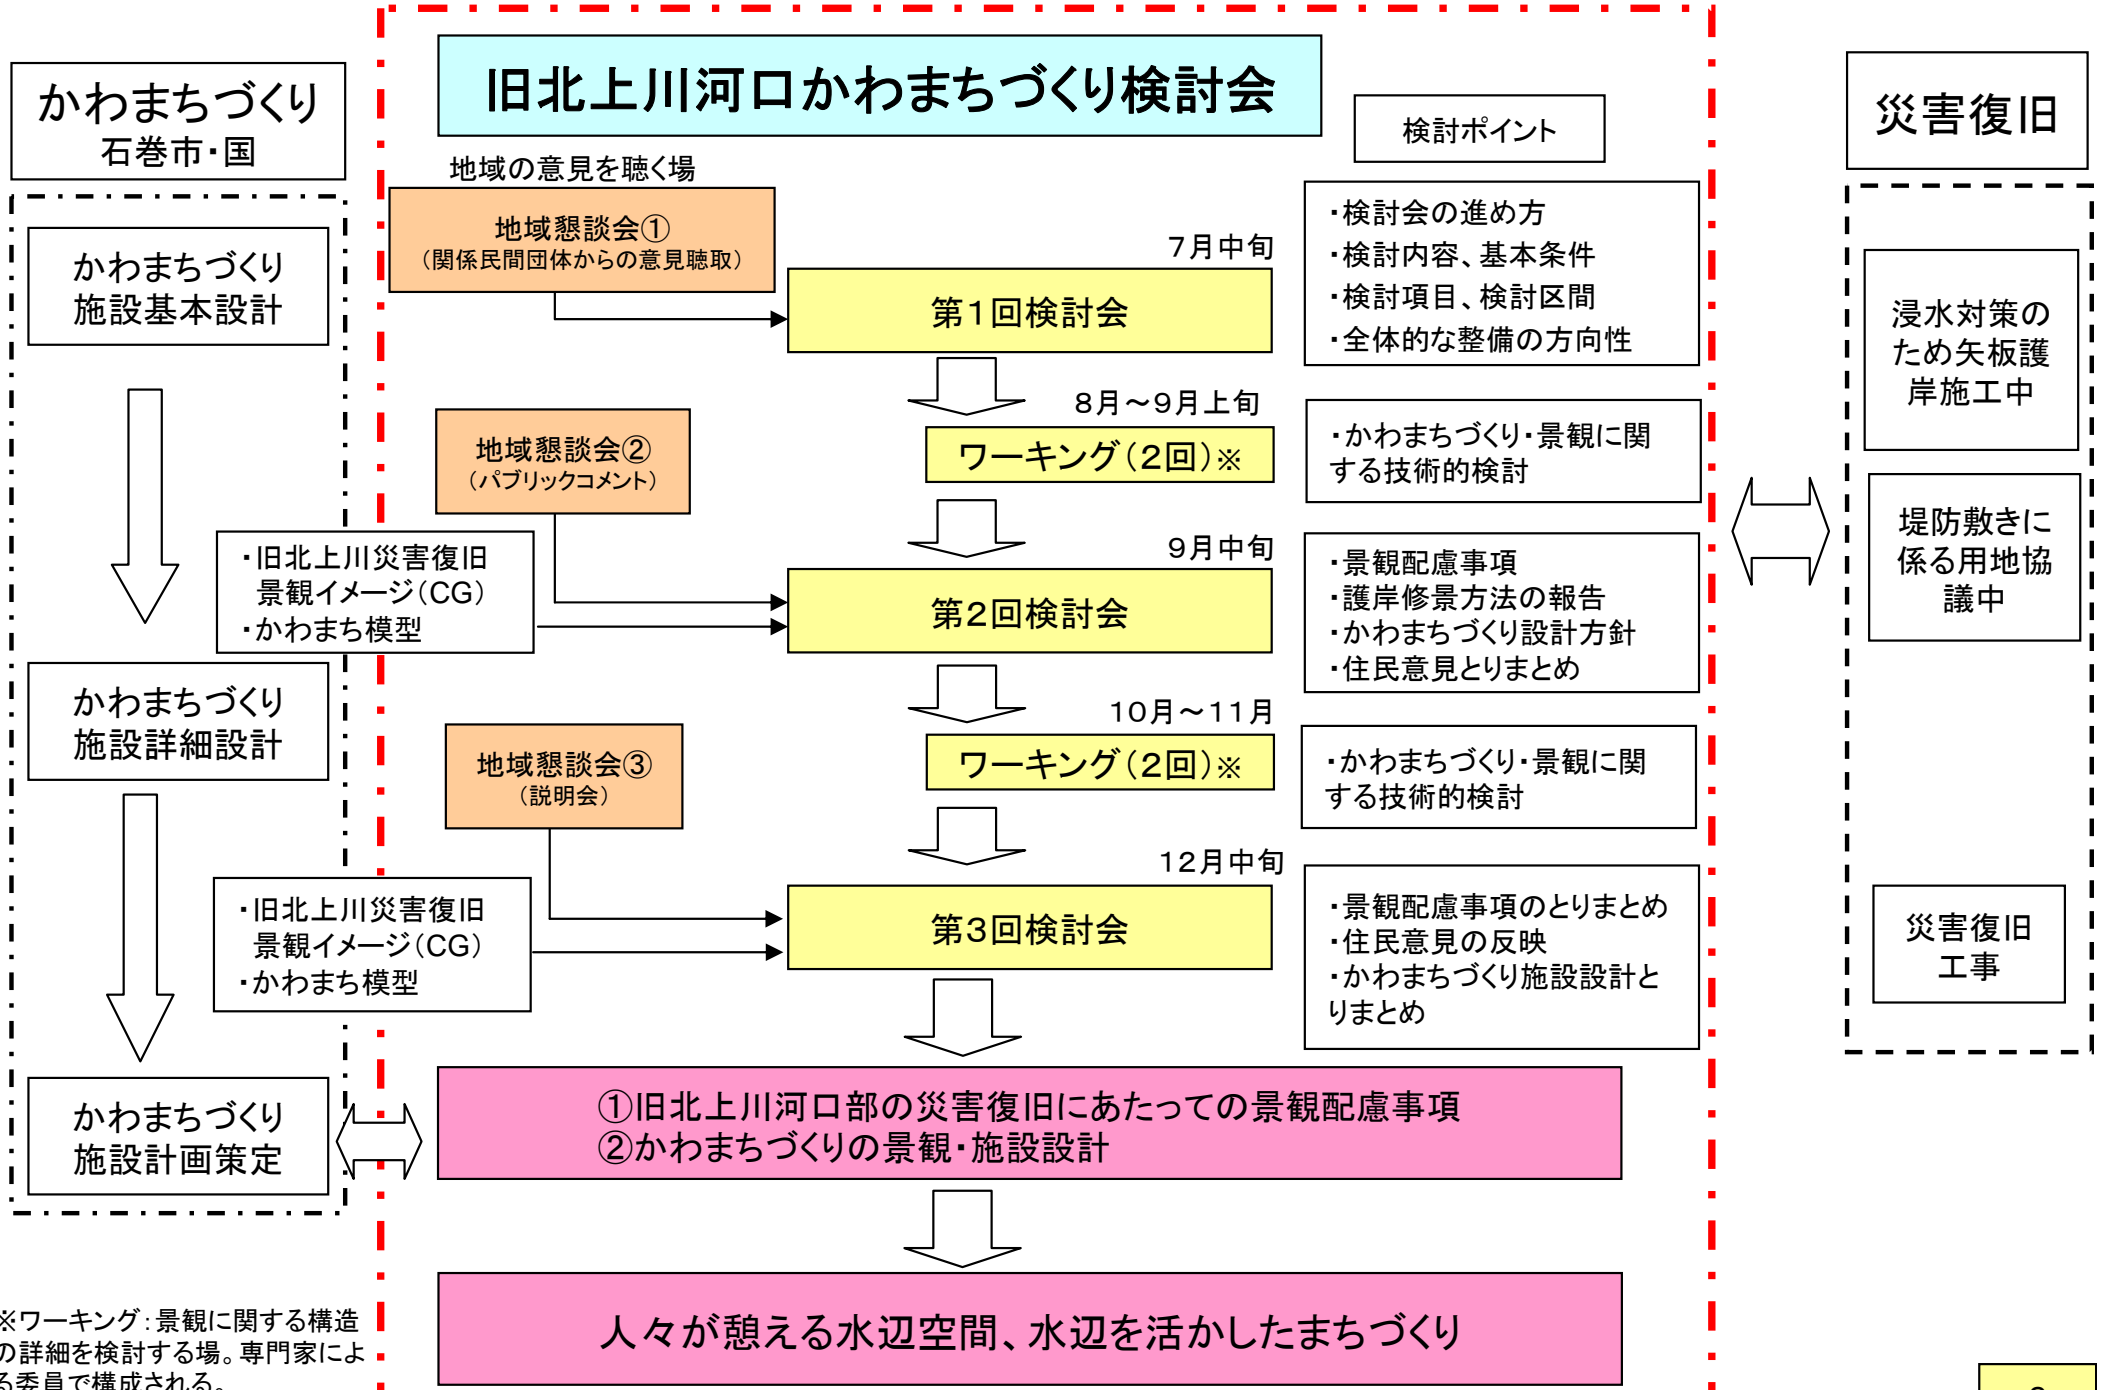 旧北上川河口かわまちづくり検討会
かわまちづくり
石巻市・国
かわまちづくり
施設基本設計
かわまちづくり
施設詳細設計
かわまちづくり
施設計画策定
・旧北上川災害復旧
景観イメージ（CG）
・かわまち模型
・旧北上川災害復旧
景観イメージ（CG）
・かわまち模型
地域の意見を聴く場
地域懇談会①
（関係民間団体からの意見聴取）
地域懇談会②
（パブリックコメント）
地域懇談会③
（説明会）
7月中旬
第１回検討会
８月～９月上旬
ワーキング（２回）※
９月中旬
第２回検討会
１０月～１１月
ワーキング（２回）※
１２月中旬
第３回検討会
検討ポイント
・検討会の進め方
・検討内容、基本条件
・検討項目、検討区間
・全体的な整備の方向性
・かわまちづくり・景観に関
する技術的検討
・景観配慮事項
・護岸修景方法の報告
・かわまちづくり設計方針
・住民意見とりまとめ
・かわまちづくり・景観に関
する技術的検討
・景観配慮事項のとりまとめ
・住民意見の反映
・かわまちづくり施設設計と
りまとめ
災害復旧
浸水対策の
ため矢板護
岸施工中
堤防敷きに
係る用地協
議中
災害復旧
工事
①旧北上川河口部の災害復旧にあたっての景観配慮事項
②かわまちづくりの景観・施設設計
人々が憩える水辺空間、水辺を活かしたまちづくり
※ワーキング：景観に関する構造
の詳細を検討する場。専門家によ
る委員で構成される。